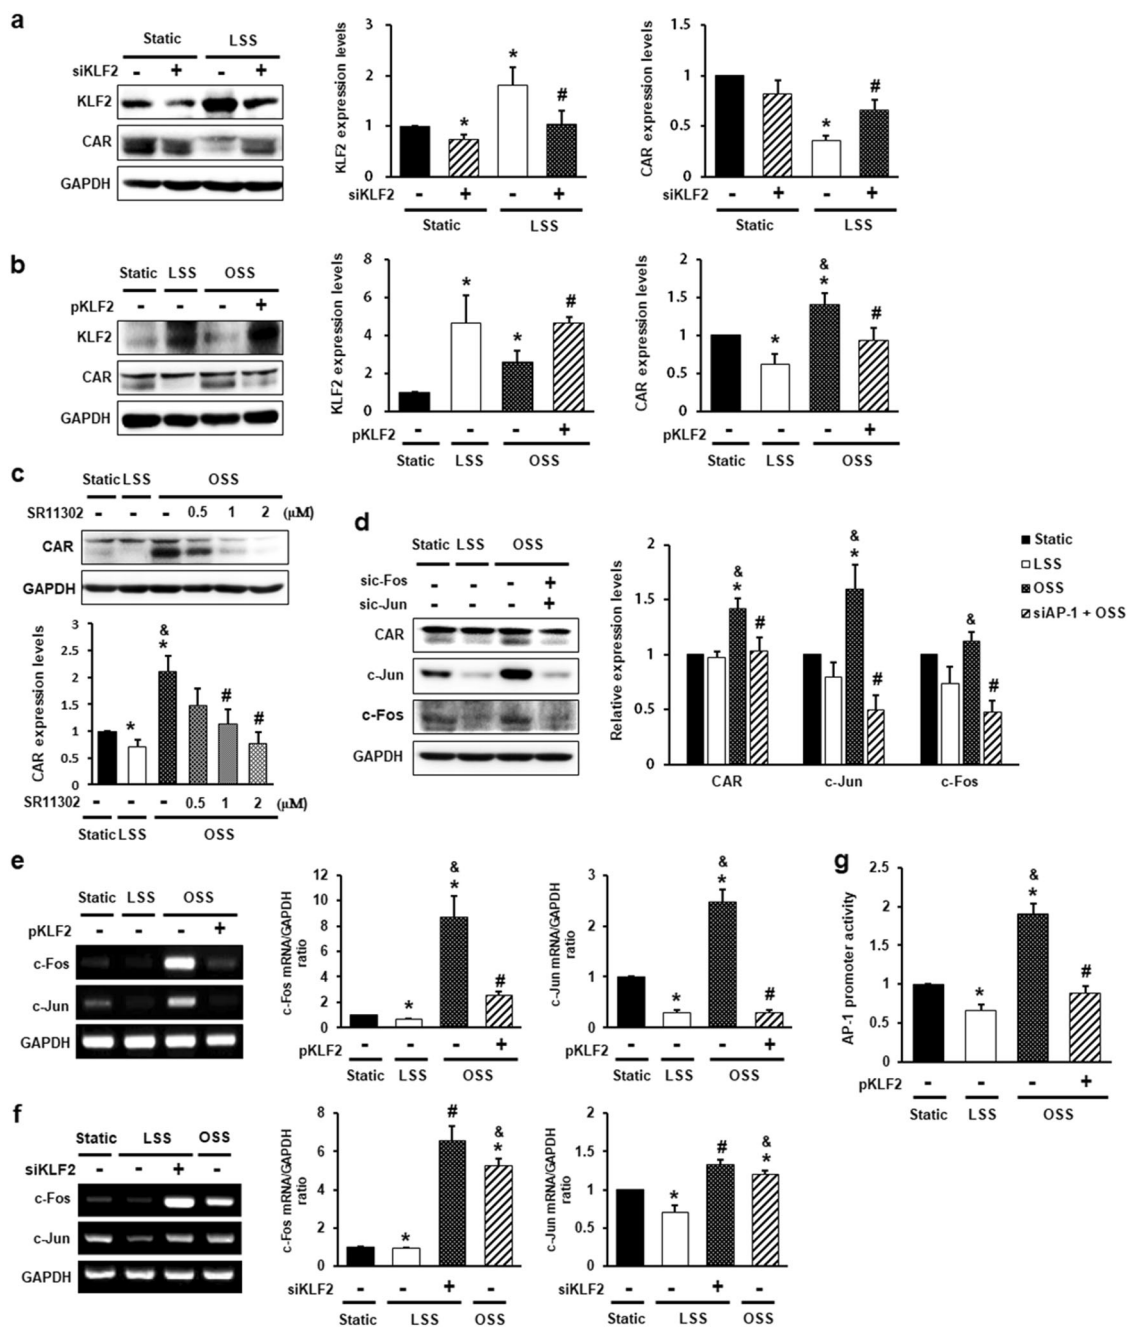 a
Static LSS
siKLF2 - + - +
KLF2
CAR
GAPDH
KLF2 expression levels
3
2
1
0
*
*
#
siKLF2 - + - +
Static LSS
CAR expression levels
1.5
1
0.5
0
*
#
siKLF2 - + - +
Static LSS
b
Static LSS OSS
pKLF2 - - - +
KLF2
CAR
GAPDH
KLF2 expression levels
8
6
4
2
0
*
*
#
pKLF2 - - - +
Static LSS OSS
CAR expression levels
2
1.5
1
0.5
0
*
&
*
#
pKLF2 - - - +
Static LSS OSS
c
Static LSS OSS
SR11302 - - - 0.5 1 2 (μM)
CAR
GAPDH
CAR expression levels
3
2.5
2
1.5
1
0.5
0
*
&
*
#
#
SR11302 - - - 0.5 1 2 (μM)
Static LSS OSS
d
Static LSS OSS
sic-Fos - - - +
sic-Jun - - - +
CAR
c-Jun
c-Fos
GAPDH
Relative expression levels
2
1.5
1
0.5
0
&
*
#
&
*
#
&
#
CAR c-Jun c-Fos
Static
LSS
OSS
siAP-1 + OSS
e
Static LSS OSS
pKLF2 - - - +
c-Fos
c-Jun
GAPDH
c-Fos mRNA/GAPDH
ratio
12
10
8
6
4
2
0
*
&
*
#
pKLF2 - - - +
Static LSS OSS
c-Jun mRNA/GAPDH
ratio
3
2
1
0
*
&
*
#
pKLF2 - - - +
Static LSS OSS
g
AP-1 promoter activity
2.5
2
1.5
1
0.5
0
*
&
*
#
pKLF2 - - - +
Static LSS OSS
f
Static LSS OSS
siKLF2 - - + -
c-Fos
c-Jun
GAPDH
c-Fos mRNA/GAPDH
ratio
8
6
4
2
0
*
#
&
*
siKLF2 - - + -
Static LSS OSS
c-Jun mRNA/GAPDH
ratio
2
1.5
1
0.5
0
*
#
&
*
siKLF2 - - + -
Static LSS OSS